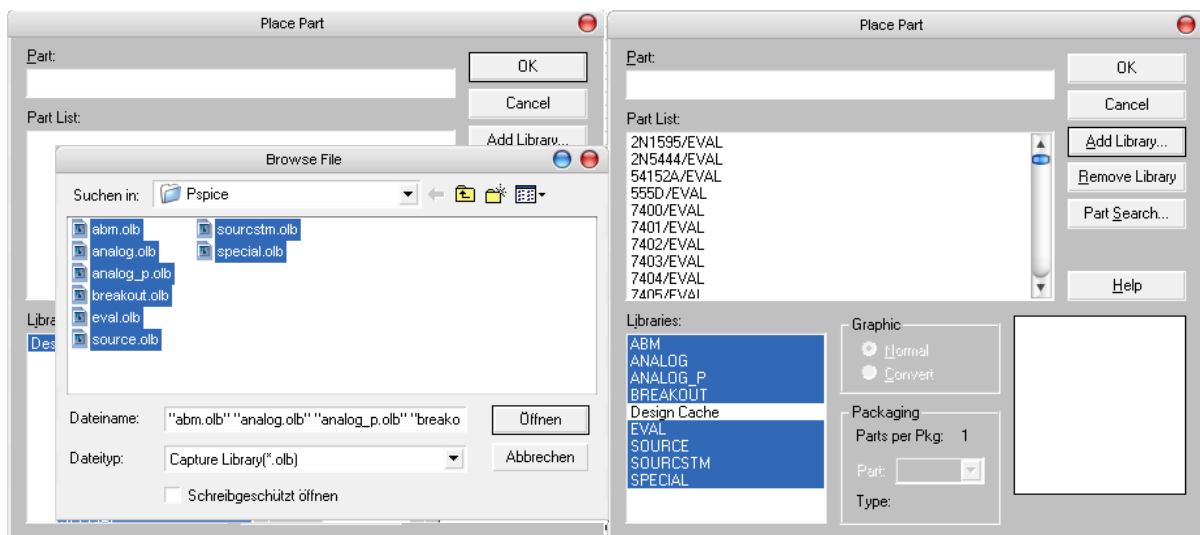 Place Part
Part:
OK
Cancel
Part List:
Add Library...
Browse File
Suchen in:
Pspice
abm.olb
sourcstm.olb
analog.olb
special.olb
analog_p.olb
breakout.olb
eval.olb
source.olb
Libra
Des
Dateiname:
"abm.olb" "analog.olb" "analog_p.olb" "breako
Öffnen
Dateityp:
Capture Library(*.olb)
Abbrechen
Schreibgeschützt öffnen
Place Part
Part:
OK
Cancel
Part List:
2N1595/EVAL
2N5444/EVAL
54152A/EVAL
555D/EVAL
7400/EVAL
7401/EVAL
7402/EVAL
7403/EVAL
7404/EVAL
7405/EVAL
Add Library...
Remove Library
Part Search...
Help
Libraries:
ABM
ANALOG
ANALOG_P
BREAKOUT
Design Cache
EVAL
SOURCE
SOURCSTM
SPECIAL
Graphic
Normal
Convert
Packaging
Parts per Pkg: 1
Part:
Type: